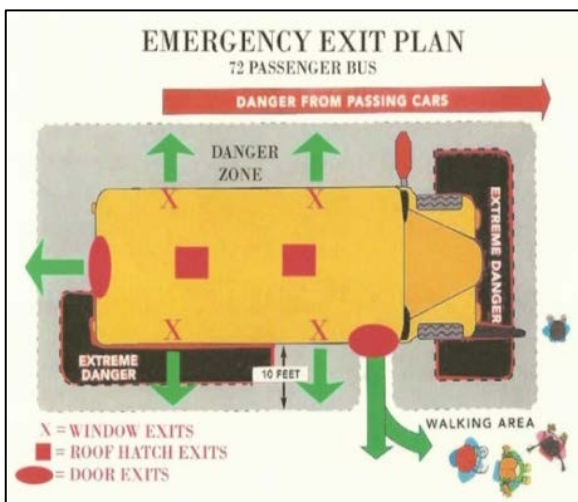 EMERGENCY EXIT PLAN
72 PASSENGER BUS
DANGER FROM PASSING CARS
DANGER
ZONE
X
X
EXTREME DANGER
X
X
EXTREME
DANGER
10 FEET
WALKING AREA
X = WINDOW EXITS
= ROOF HATCH EXITS
= DOOR EXITS